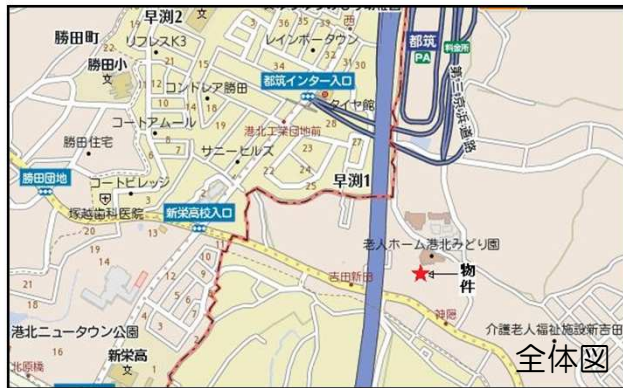 早渕2
文
勝田町
リフレスK3
勝田小
文
コンドレア勝田
レインボータウン
西
都筑
PA
料金所
第三京浜道路
都筑インター入口
タイヤ館
コートアムール
港北工業団地前
勝田住宅
サニーヒルズ
勝田団地
コートビレッジ
早渕1
塚越歯科医院
新栄高校入口
老人ホーム港北みどり園
物件
吉田新田
神隠
港北ニュータウン公園
介護老人福祉施設新吉田
北原橋
新栄高
文
全体図